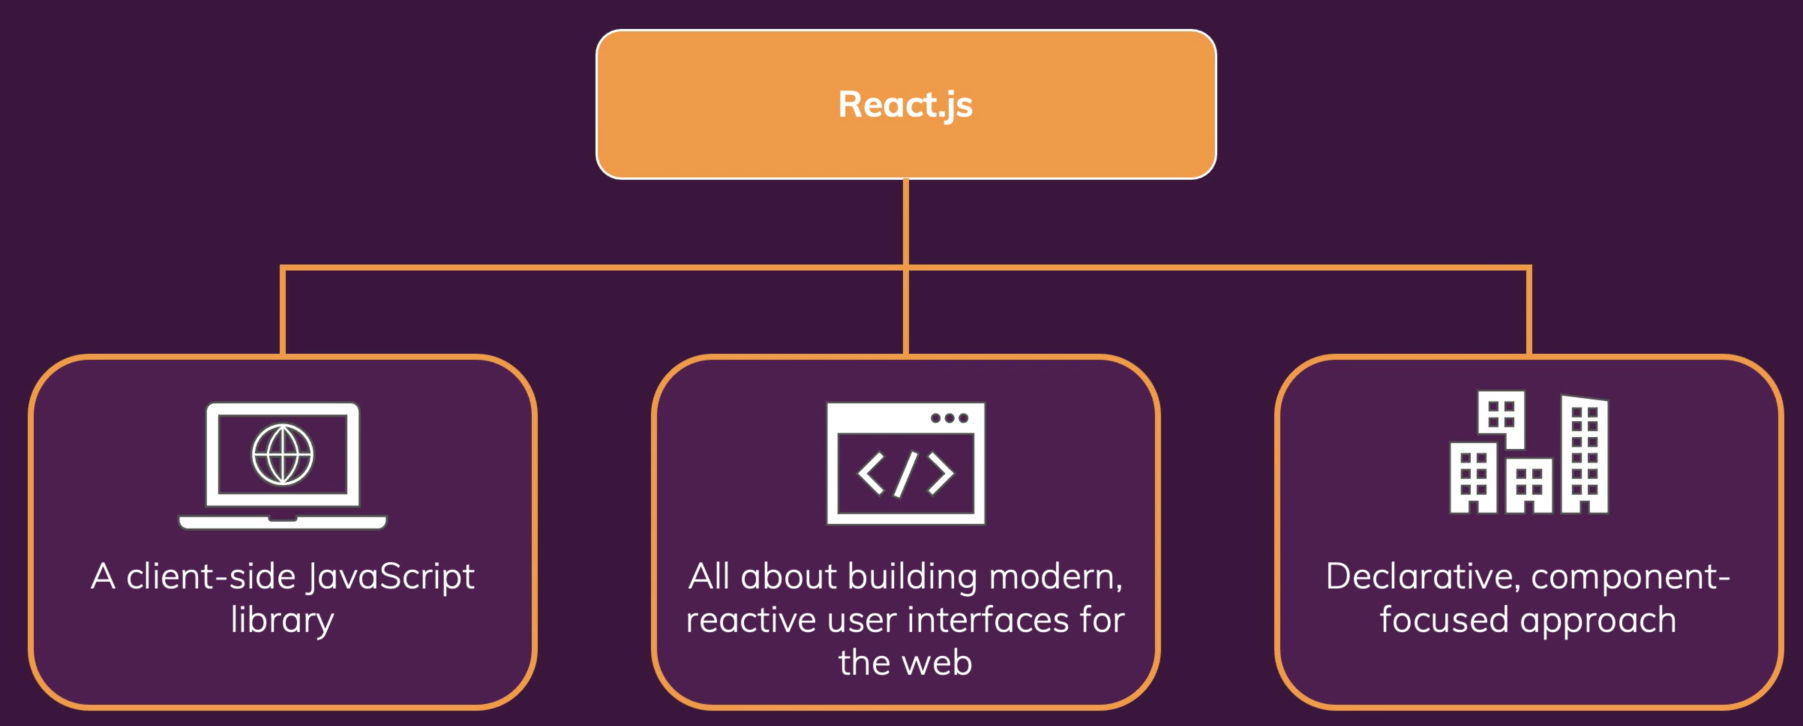 React.js
A client-side JavaScript
library
All about building modern,
reactive user interfaces for
the web
Declarative, component-
focused approach